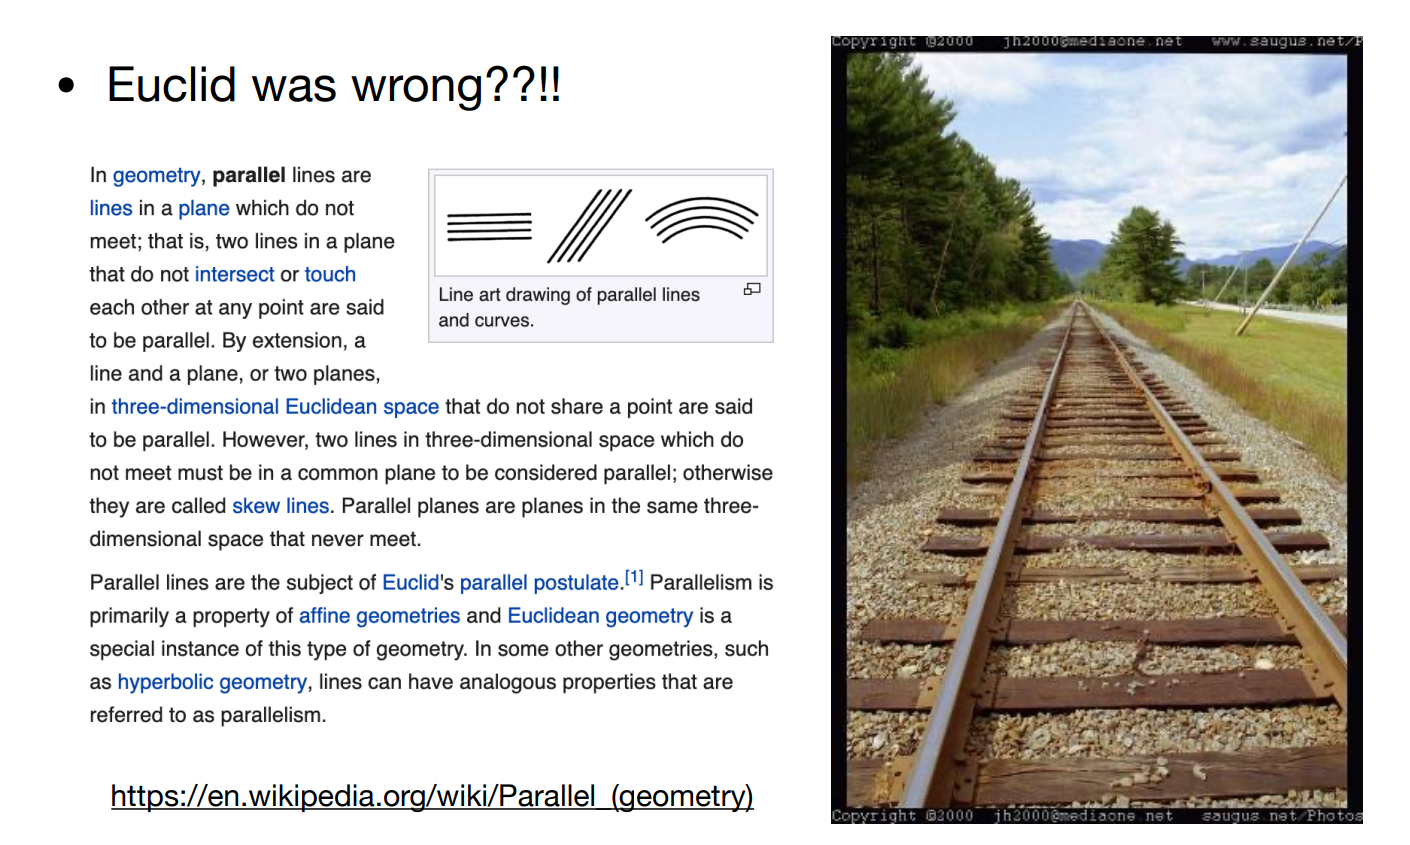 • Euclid was wrong??!!
In geometry, parallel lines are
lines in a plane which do not
meet; that is, two lines in a plane
that do not intersect or touch
each other at any point are said
to be parallel. By extension, a
line and a plane, or two planes,
in three-dimensional Euclidean space that do not share a point are said
to be parallel. However, two lines in three-dimensional space which do
not meet must be in a common plane to be considered parallel; otherwise
they are called skew lines. Parallel planes are planes in the same three-
dimensional space that never meet.
Line art drawing of parallel lines
and curves.
Parallel lines are the subject of Euclid's parallel postulate.[1] Parallelism is
primarily a property of affine geometries and Euclidean geometry is a
special instance of this type of geometry. In some other geometries, such
as hyperbolic geometry, lines can have analogous properties that are
referred to as parallelism.
https://en.wikipedia.org/wiki/Parallel_(geometry)
Copyright @2000 jh2000@mediaone.net www.saugus.net/P
Copyright @2000 jh2000@mediaone.net saugus.net/Photos